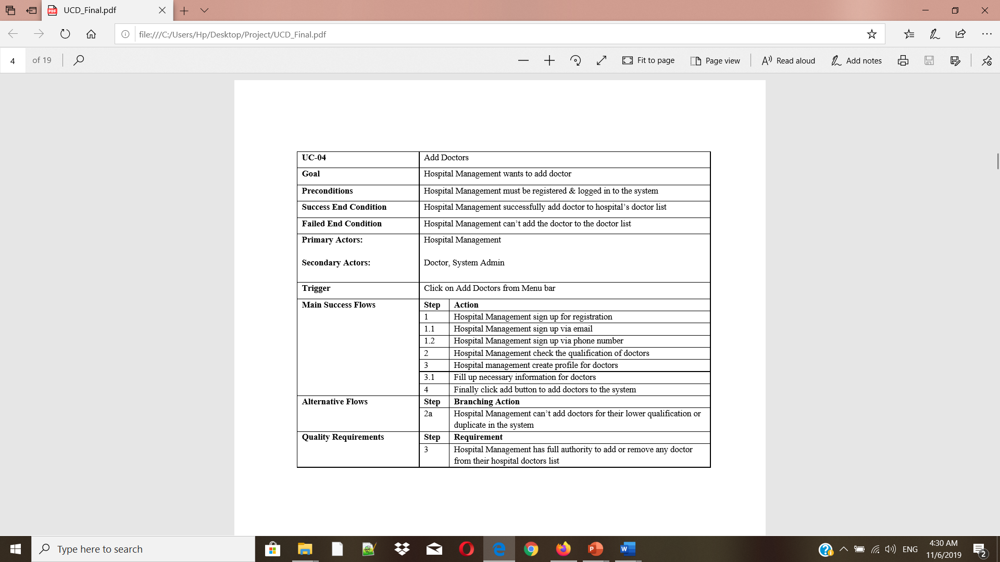 UCD_Final.pdf
file:///C:/Users/Hp/Desktop/Project/UCD_Final.pdf
4 of 19 Fit to page Page view Read aloud Add notes
UC-04 Add Doctors
Goal Hospital Management wants to add doctor
Preconditions Hospital Management must be registered & logged in to the system
Success End Condition Hospital Management successfully add doctor to hospital’s doctor list
Failed End Condition Hospital Management can’t add the doctor to the doctor list
Primary Actors: Hospital Management
Secondary Actors: Doctor, System Admin
Trigger Click on Add Doctors from Menu bar
Main Success Flows Step Action
1 Hospital Management sign up for registration
1.1 Hospital Management sign up via email
1.2 Hospital Management sign up via phone number
2 Hospital Management check the qualification of doctors
3 Hospital management create profile for doctors
3.1 Fill up necessary information for doctors
4 Finally click add button to add doctors to the system
Alternative Flows Step Branching Action
2a Hospital Management can’t add doctors for their lower qualification or
duplicate in the system
Quality Requirements Step Requirement
3 Hospital Management has full authority to add or remove any doctor
from their hospital doctors list
Type here to search
ENG
4:30 AM
11/6/2019
2